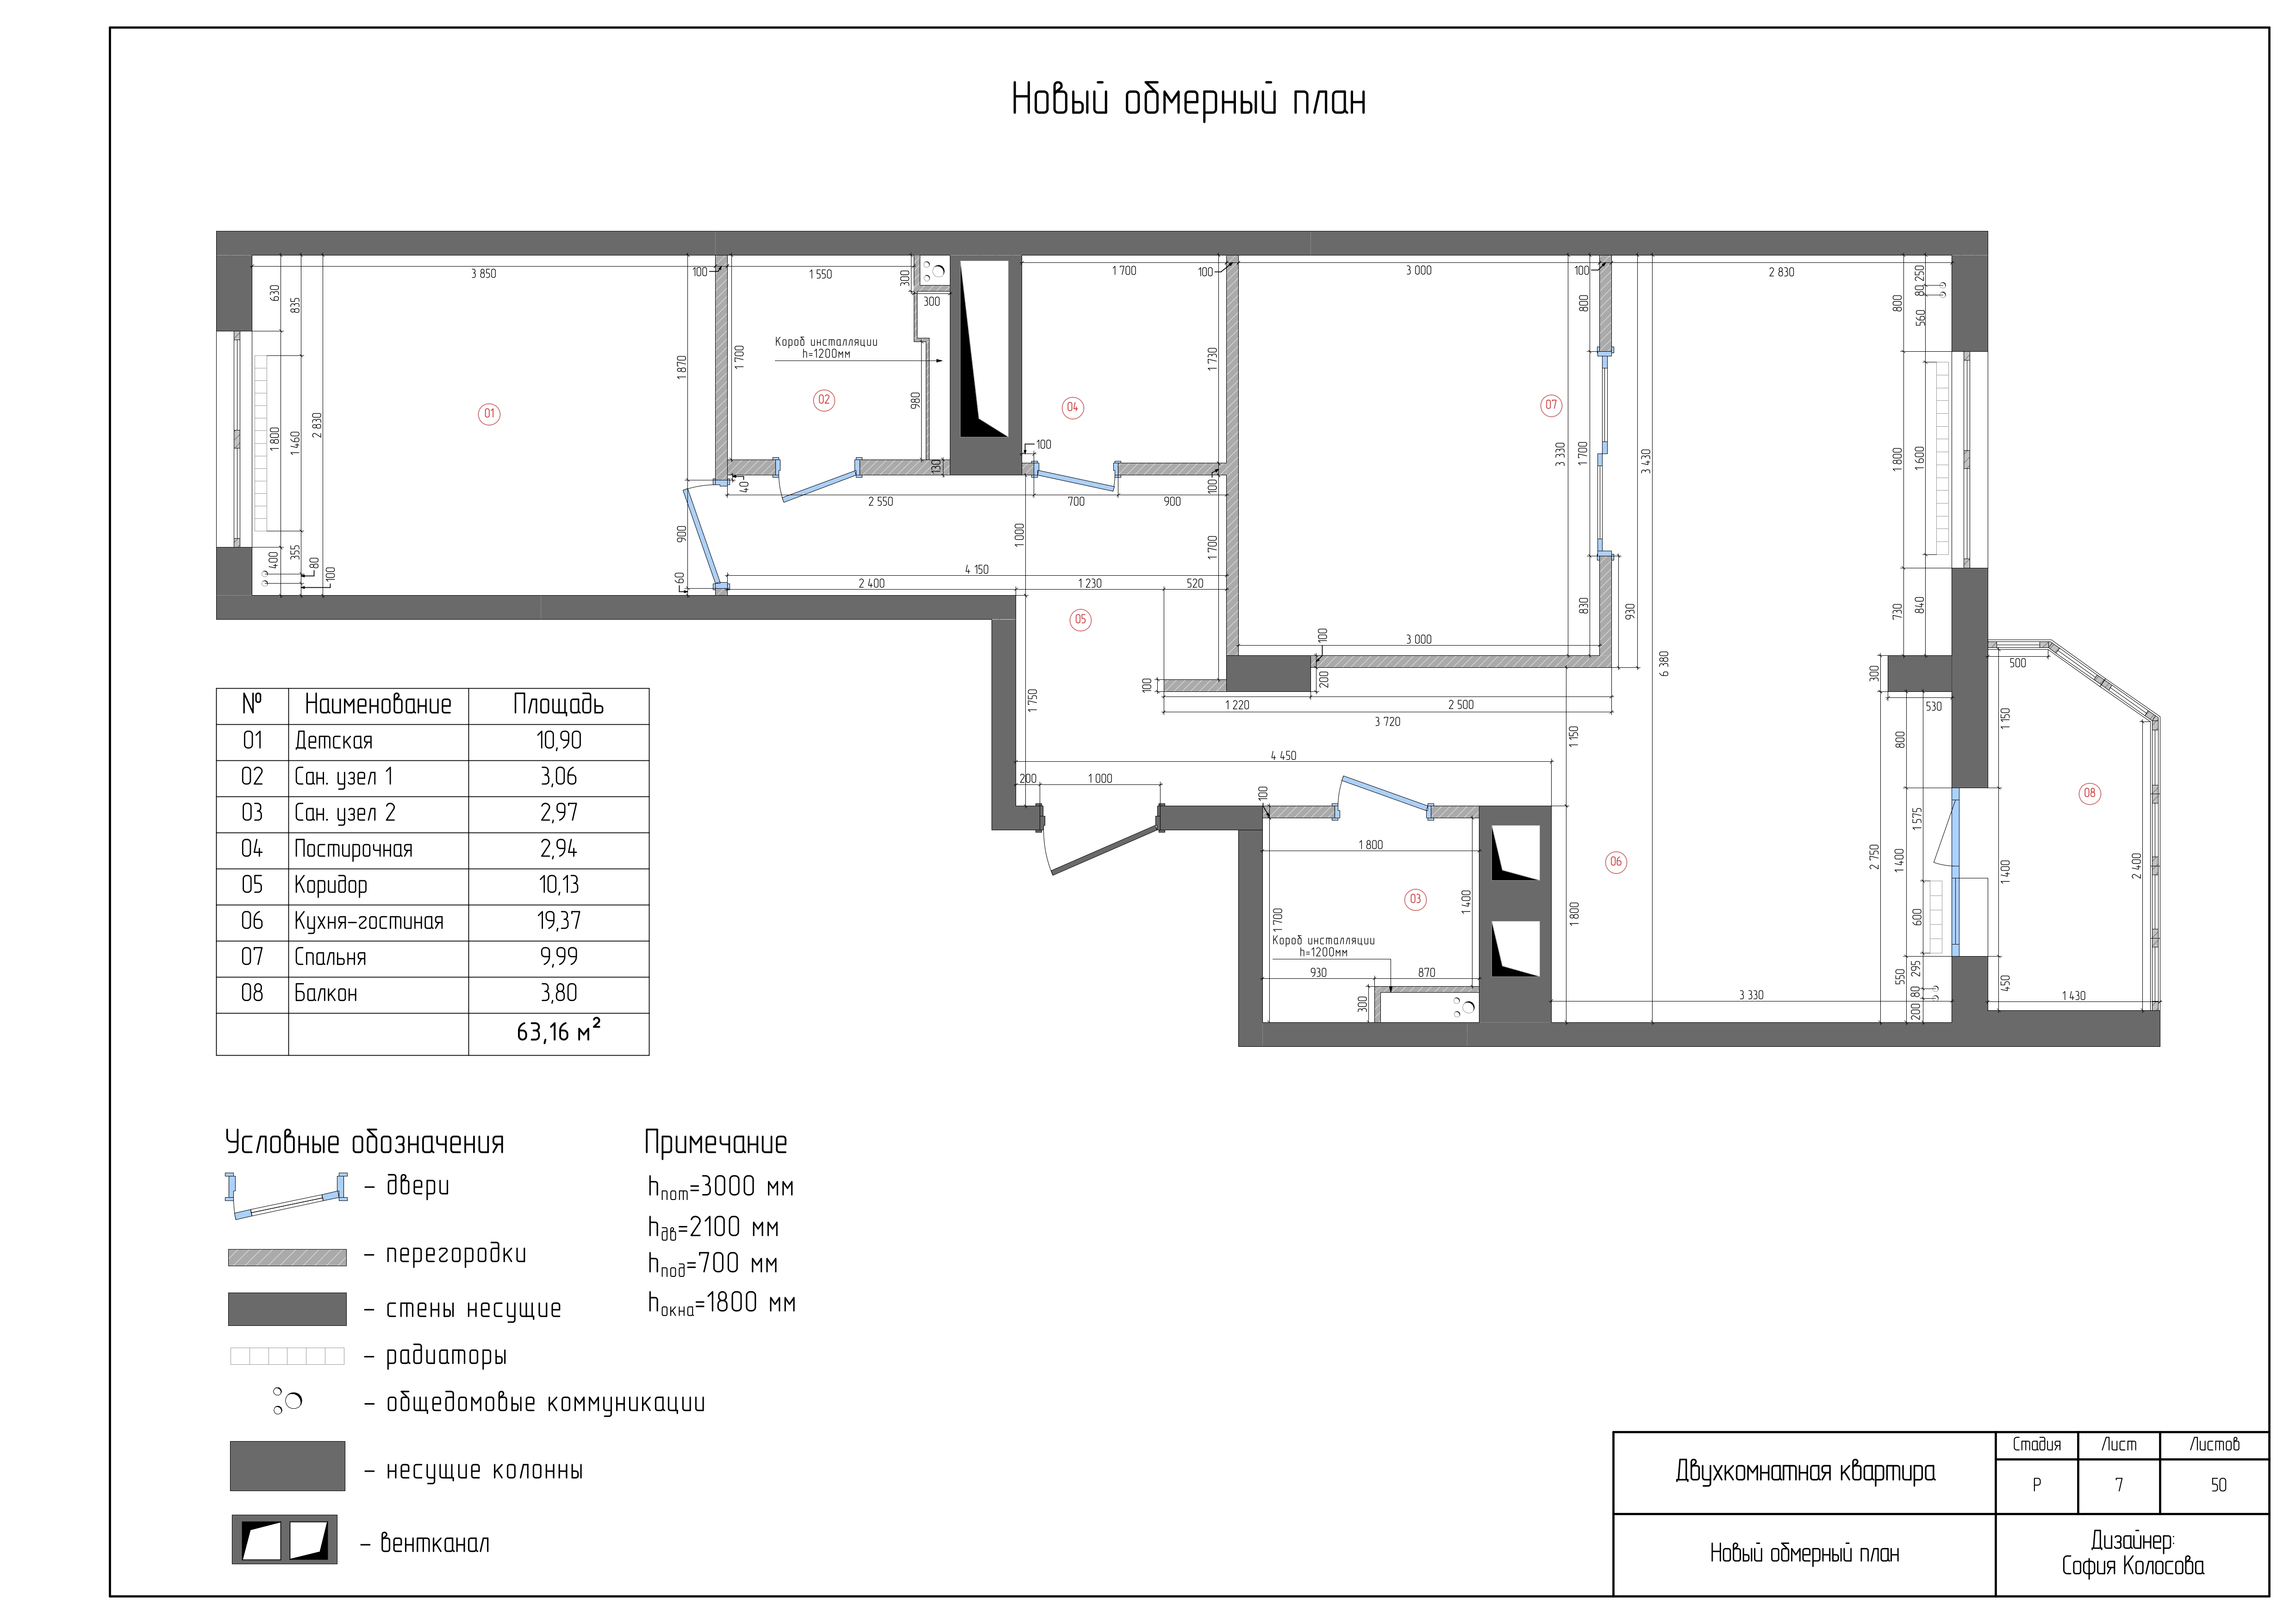 Новый обмерный план
3 850
100
1 550
300
300
1 700
100
3 000
100
2 830
250
80
560
630
835
1 870
1 700
Короб инсталляции
h=1200мм
980
1 730
800
800
01
02
04
07
1 800
1 460
2 830
100
130
40
2 550
700
900
100
3 330
1 700
3 430
1 800
1 600
900
1 000
1 700
400
355
80
100
60
4 150
2 400
1 230
520
05
830
930
730
840
3 000
100
6 380
500
300
530
100
200
1 220
2 500
3 720
1 750
1 150
800
1 150
4 450
200
1 000
100
08
1 800
1 575
03
06
1 400
2 750
1 400
1 400
2 400
1 700
1 800
600
Короб инсталляции
h=1200мм
930
870
300
550
295
80
200
450
3 330
1 430
№ Наименование Площадь
01 Детская 10,90
02 Сан. узел 1 3,06
03 Сан. узел 2 2,97
04 Постирочная 2,94
05 Коридор 10,13
06 Кухня-гостиная 19,37
07 Спальня 9,99
08 Балкон 3,80
63,16 м²
Условные обозначения
- двери
- перегородки
- стены несущие
- радиаторы
- общедомовые коммуникации
- несущие колонны
- вентканал
Примечание
hпот=3000 мм
hдв=2100 мм
hпод=700 мм
hокна=1800 мм
Двухкомнатная квартира
Стадия Лист Листов
Р 7 50
Новый обмерный план
Дизайнер:
София Колосова